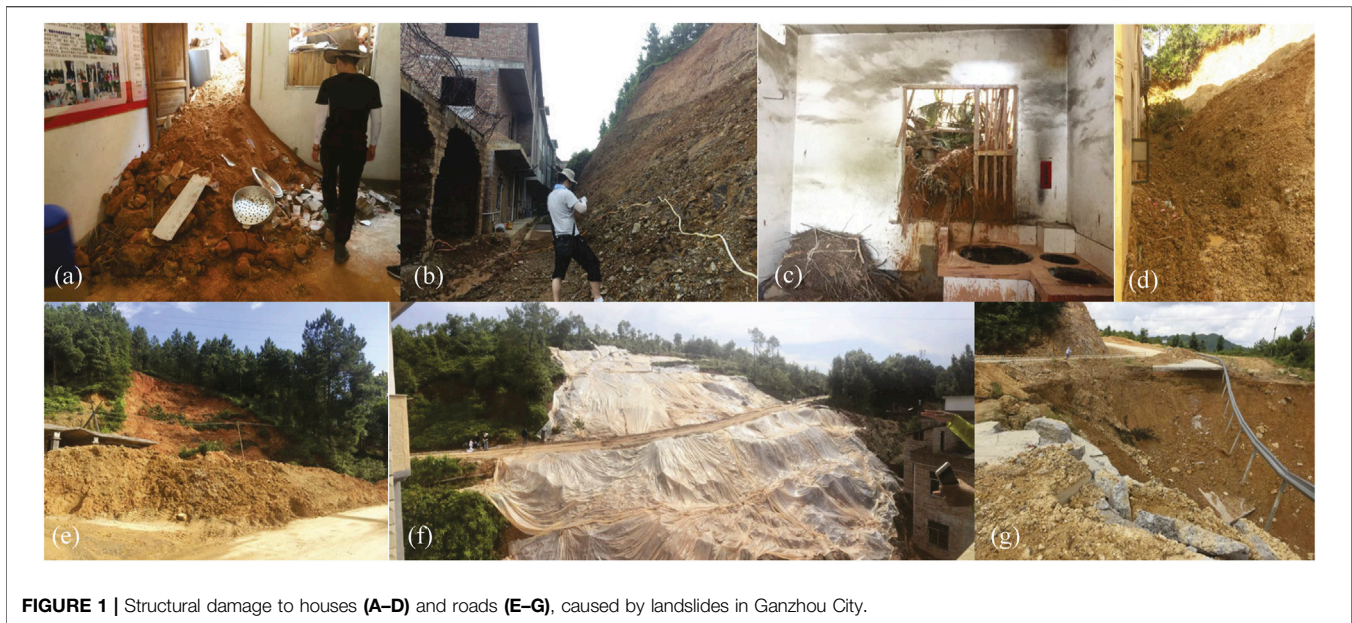 (a)
(b)
(c)
(d)
(e)
(f)
(g)
FIGURE 1 | Structural damage to houses (A–D) and roads (E–G), caused by landslides in Ganzhou City.